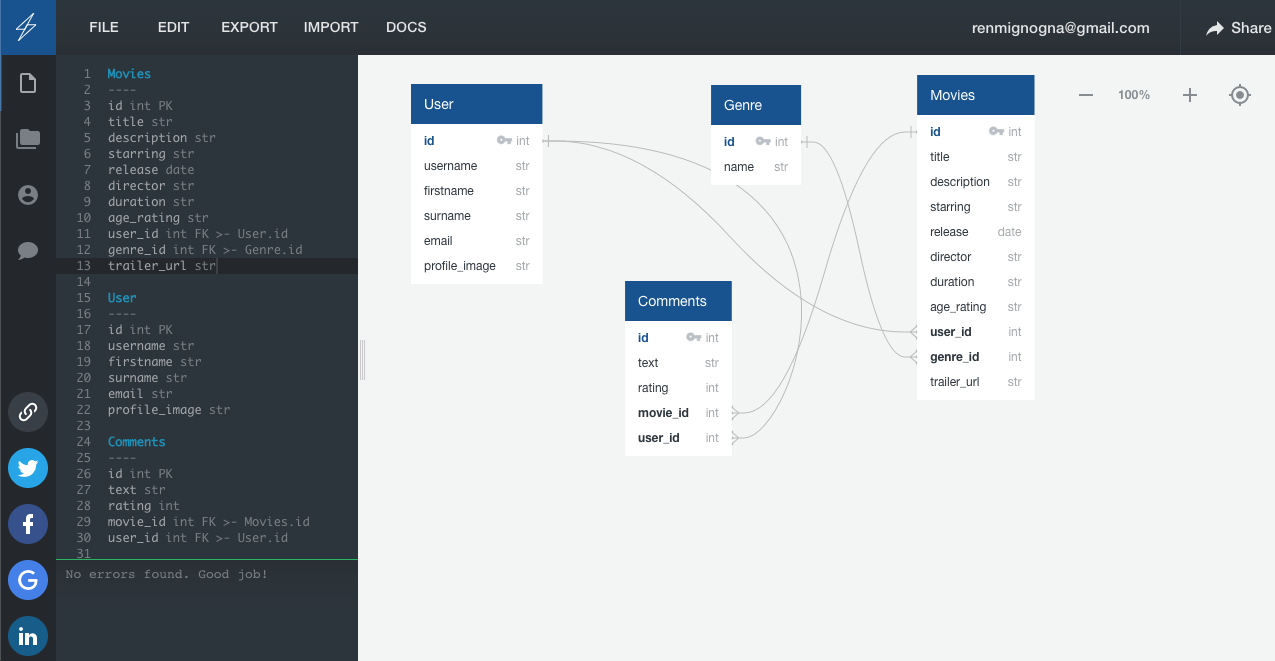 FILE EDIT EXPORT IMPORT DOCS renmignogna@gmail.com Share
1 Movies
2 ----
3 id int PK
4 title str
5 description str
6 starring str
7 release date
8 director str
9 duration str
10 age_rating str
11 user_id int FK >- User.id
12 genre_id int FK >- Genre.id
13 trailer_url str
14
15 User
16 ----
17 id int PK
18 username str
19 firstname str
20 surname str
21 email str
22 profile_image str
23
24 Comments
25 ----
26 id int PK
27 text str
28 rating int
29 movie_id int FK >- Movies.id
30 user_id int FK >- User.id
31
No errors found. Good job!
User
id int
username str
firstname str
surname str
email str
profile_image str
Genre
id int
name str
Comments
id int
text str
rating int
movie_id int
user_id int
Movies
id int
title str
description str
starring str
release date
director str
duration str
age_rating str
user_id int
genre_id int
trailer_url str
100%